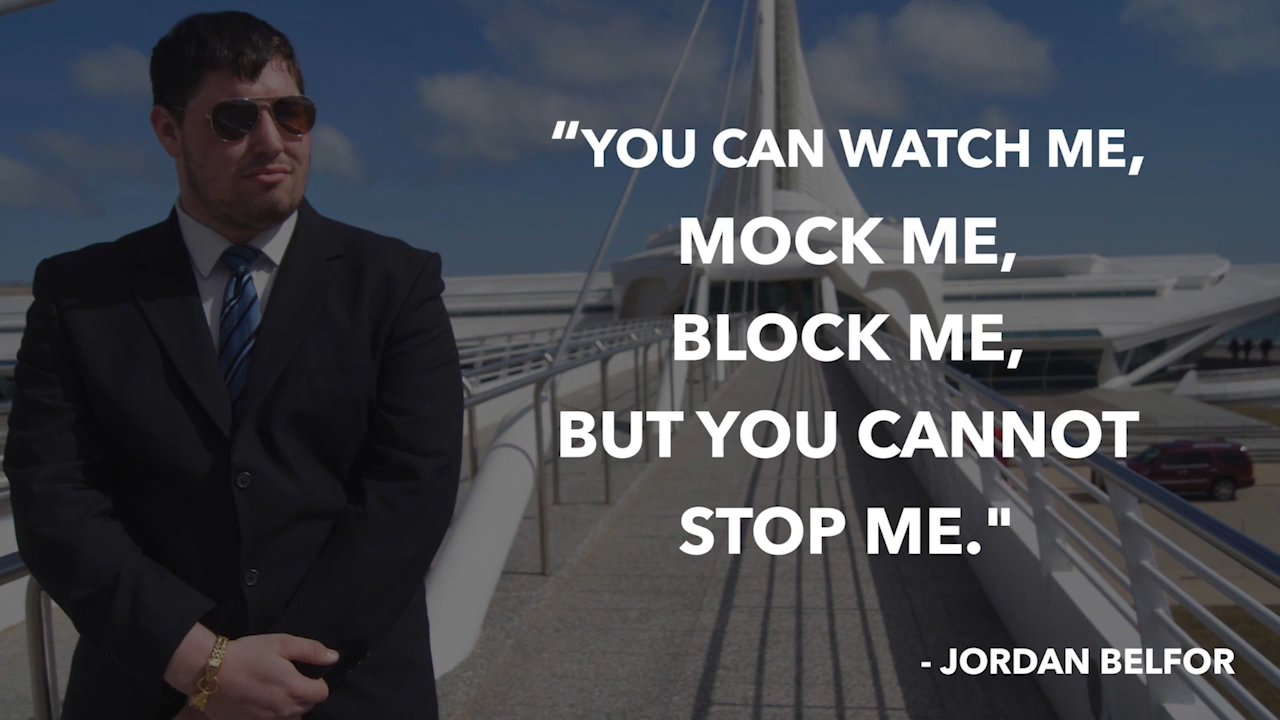 “YOU CAN WATCH ME,
MOCK ME,
BLOCK ME,
BUT YOU CANNOT
STOP ME."
- JORDAN BELFOR